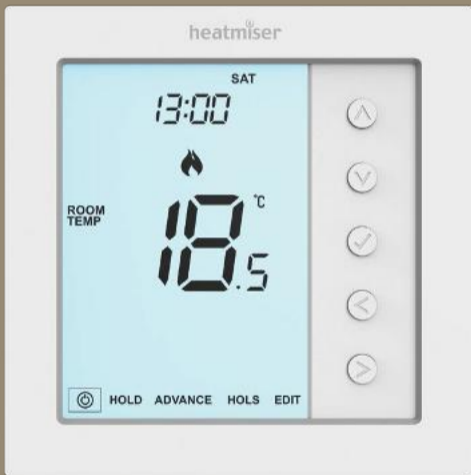 heatmiser
SAT
13:00
ROOM
TEMP
18.5 °C
HOLD ADVANCE HOLS EDIT